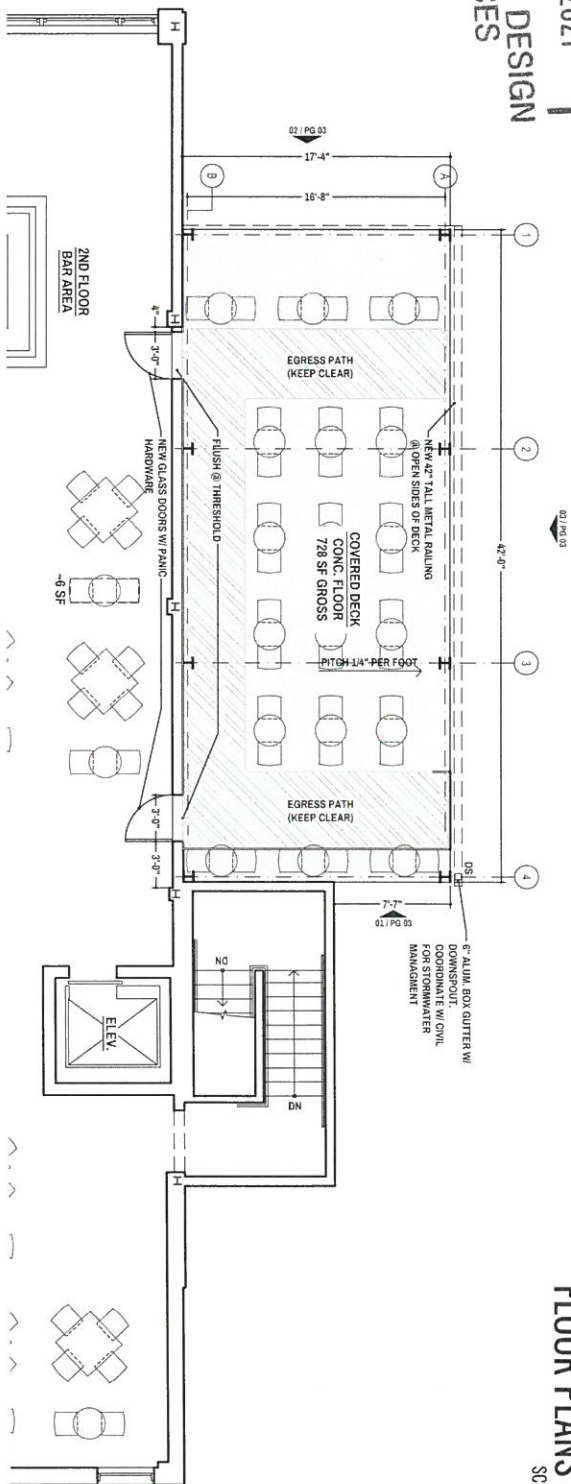 2021
DESIGN
GES
FLOOR PLANS
SC
02 / PG 03
17'-4"
16'-8"
B
A
1
2
3
4
03 / PG 03
42'-0"
2ND FLOOR
BAR AREA
4"
3'-0"
EGRESS PATH
(KEEP CLEAR)
NEW 42" TALL METAL RAILING
@ OPEN SIDES OF DECK
FLUSH @ THRESHOLD
NEW GLASS DOORS W/ PANIC
HARDWARE
COVERED DECK
CONC. FLOOR
728 SF GROSS
PITCH 1/4" PER FOOT
~6 SF
EGRESS PATH
(KEEP CLEAR)
3'-0"
3'-0"
DS
7'-7"
01 / PG 03
6" ALUM. BOX GUTTER W/
DOWNSPOUT.
COORDINATE W/ CIVIL
FOR STORMWATER
MANAGMENT
DN
DN
ELEV.
H
H
H
H
H